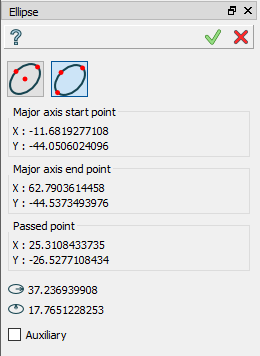 Ellipse
Major axis start point
X : -11.6819277108
Y : -44.0506024096
Major axis end point
X : 62.7903614458
Y : -44.5373493976
Passed point
X : 25.3108433735
Y : -26.5277108434
37.236939908
17.7651228253
Auxiliary